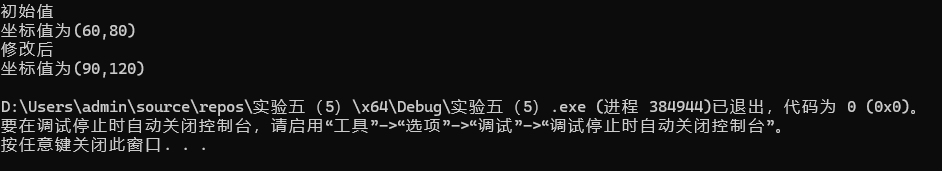 初始值
坐标值为(60,80)
修改后
坐标值为(90,120)
D:\Users\admin\source\repos\实验五（5）\x64\Debug\实验五（5）.exe (进程 384944)已退出，代码为 0 (0x0)。
要在调试停止时自动关闭控制台，请启用“工具”->“选项”->“调试”->“调试停止时自动关闭控制台”。
按任意键关闭此窗口. . .